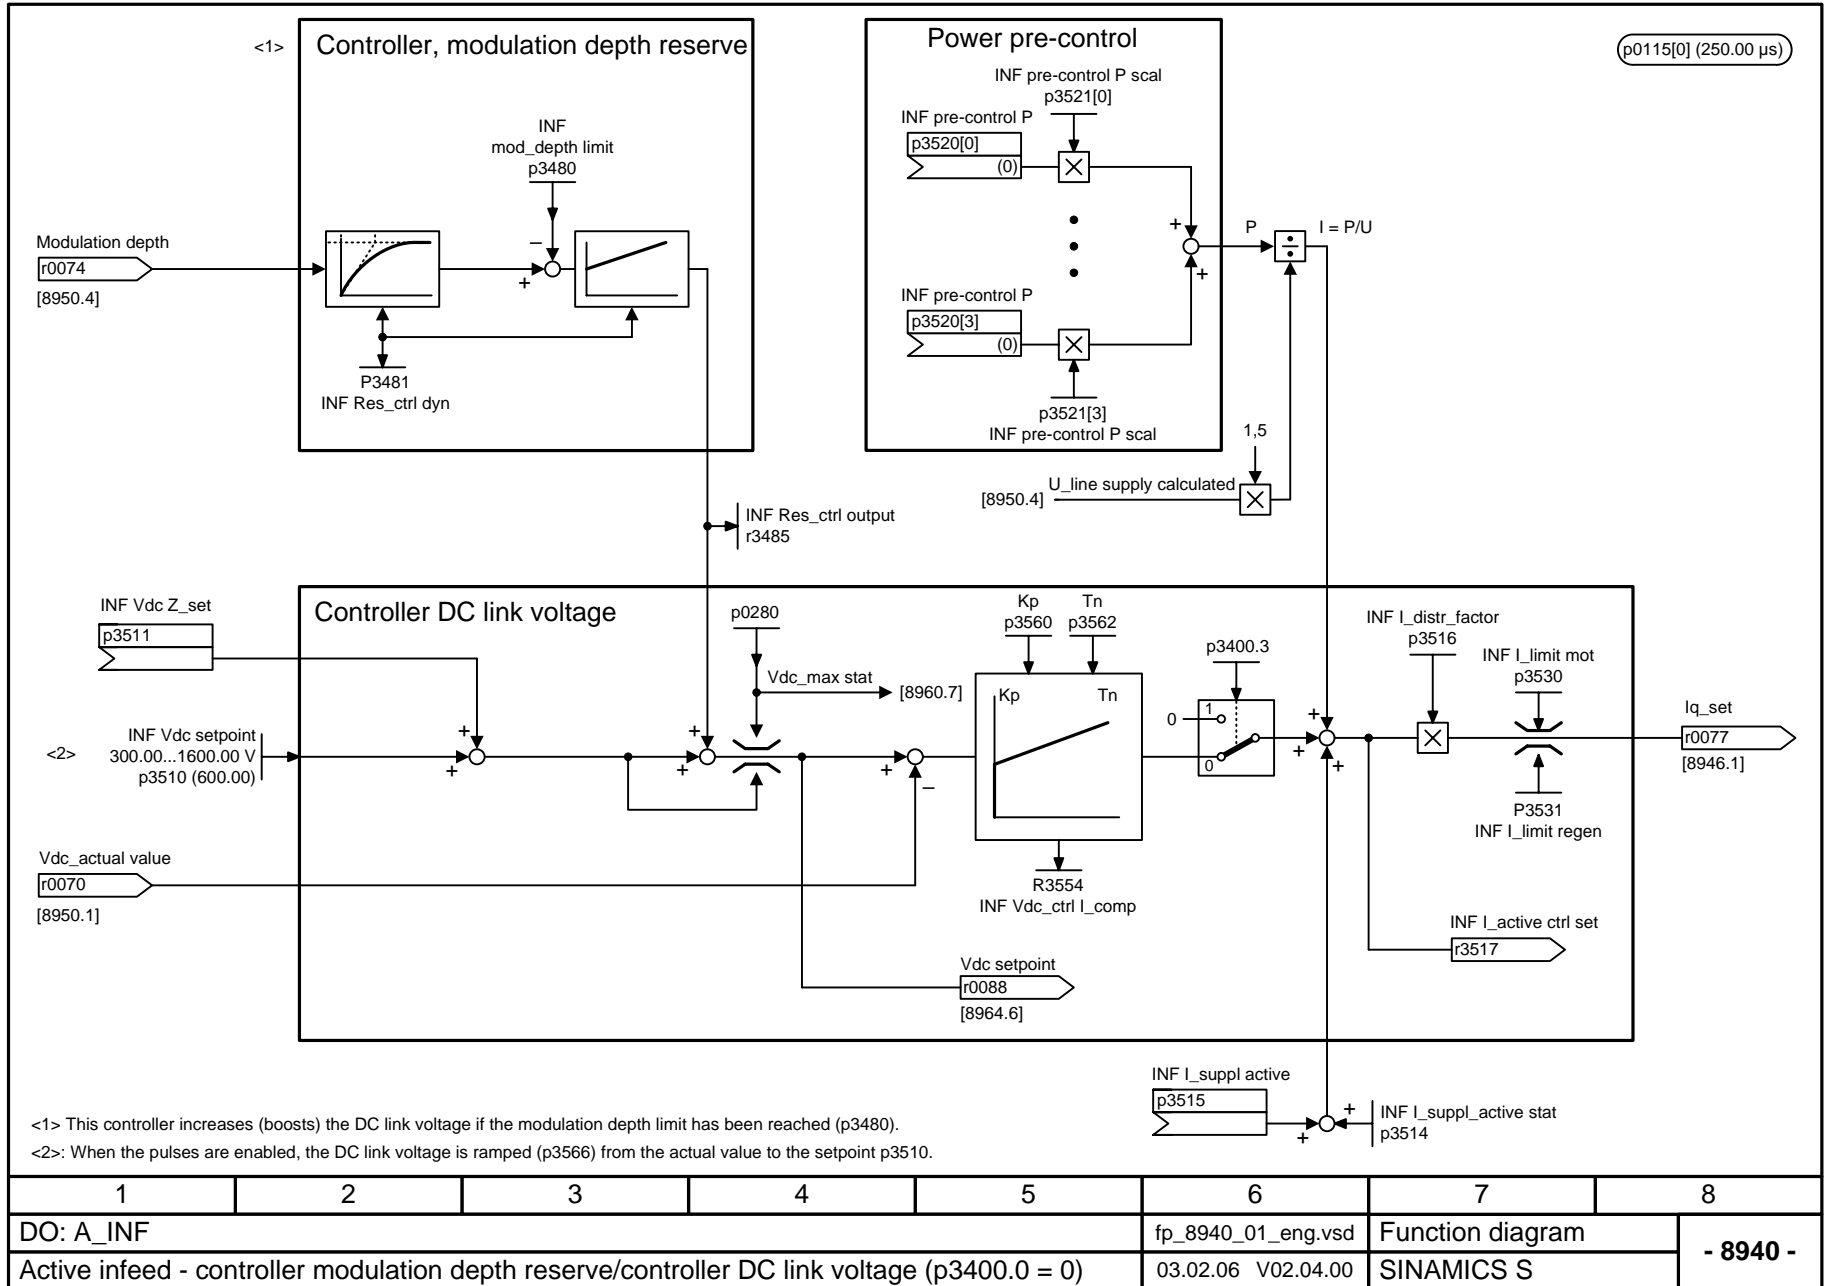 <1>
Controller, modulation depth reserve
Power pre-control
p0115[0] (250.00 µs)
INF pre-control P scal
p3521[0]
INF pre-control P
p3520[0]
(0)
INF
mod_depth limit
p3480
–
+
Modulation depth
r0074
[8950.4]
P3481
INF Res_ctrl dyn
+
+
P
I = P/U
INF pre-control P
p3520[3]
(0)
p3521[3]
INF pre-control P scal
1,5
[8950.4]
U_line supply calculated
INF Res_ctrl output
r3485
Controller DC link voltage
INF Vdc Z_set
p3511
p0280
Vdc_max stat
[8960.7]
Kp
p3560
Tn
p3562
Kp
Tn
p3400.3
0
1
0
INF I_distr_factor
p3516
INF I_limit mot
p3530
Iq_set
r0077
[8946.1]
<2>
INF Vdc setpoint
300.00...1600.00 V
p3510 (600.00)
+
+
+
+
+
–
+
+
+
P3531
INF I_limit regen
Vdc_actual value
r0070
[8950.1]
R3554
INF Vdc_ctrl I_comp
INF I_active ctrl set
r3517
Vdc setpoint
r0088
[8964.6]
INF I_suppl active
p3515
+
+
INF I_suppl_active stat
p3514
<1> This controller increases (boosts) the DC link voltage if the modulation depth limit has been reached (p3480).
<2>: When the pulses are enabled, the DC link voltage is ramped (p3566) from the actual value to the setpoint p3510.
1 2 3 4 5 6 7 8
DO: A_INF
fp_8940_01_eng.vsd
Function diagram
- 8940 -
Active infeed - controller modulation depth reserve/controller DC link voltage (p3400.0 = 0)
03.02.06 V02.04.00
SINAMICS S